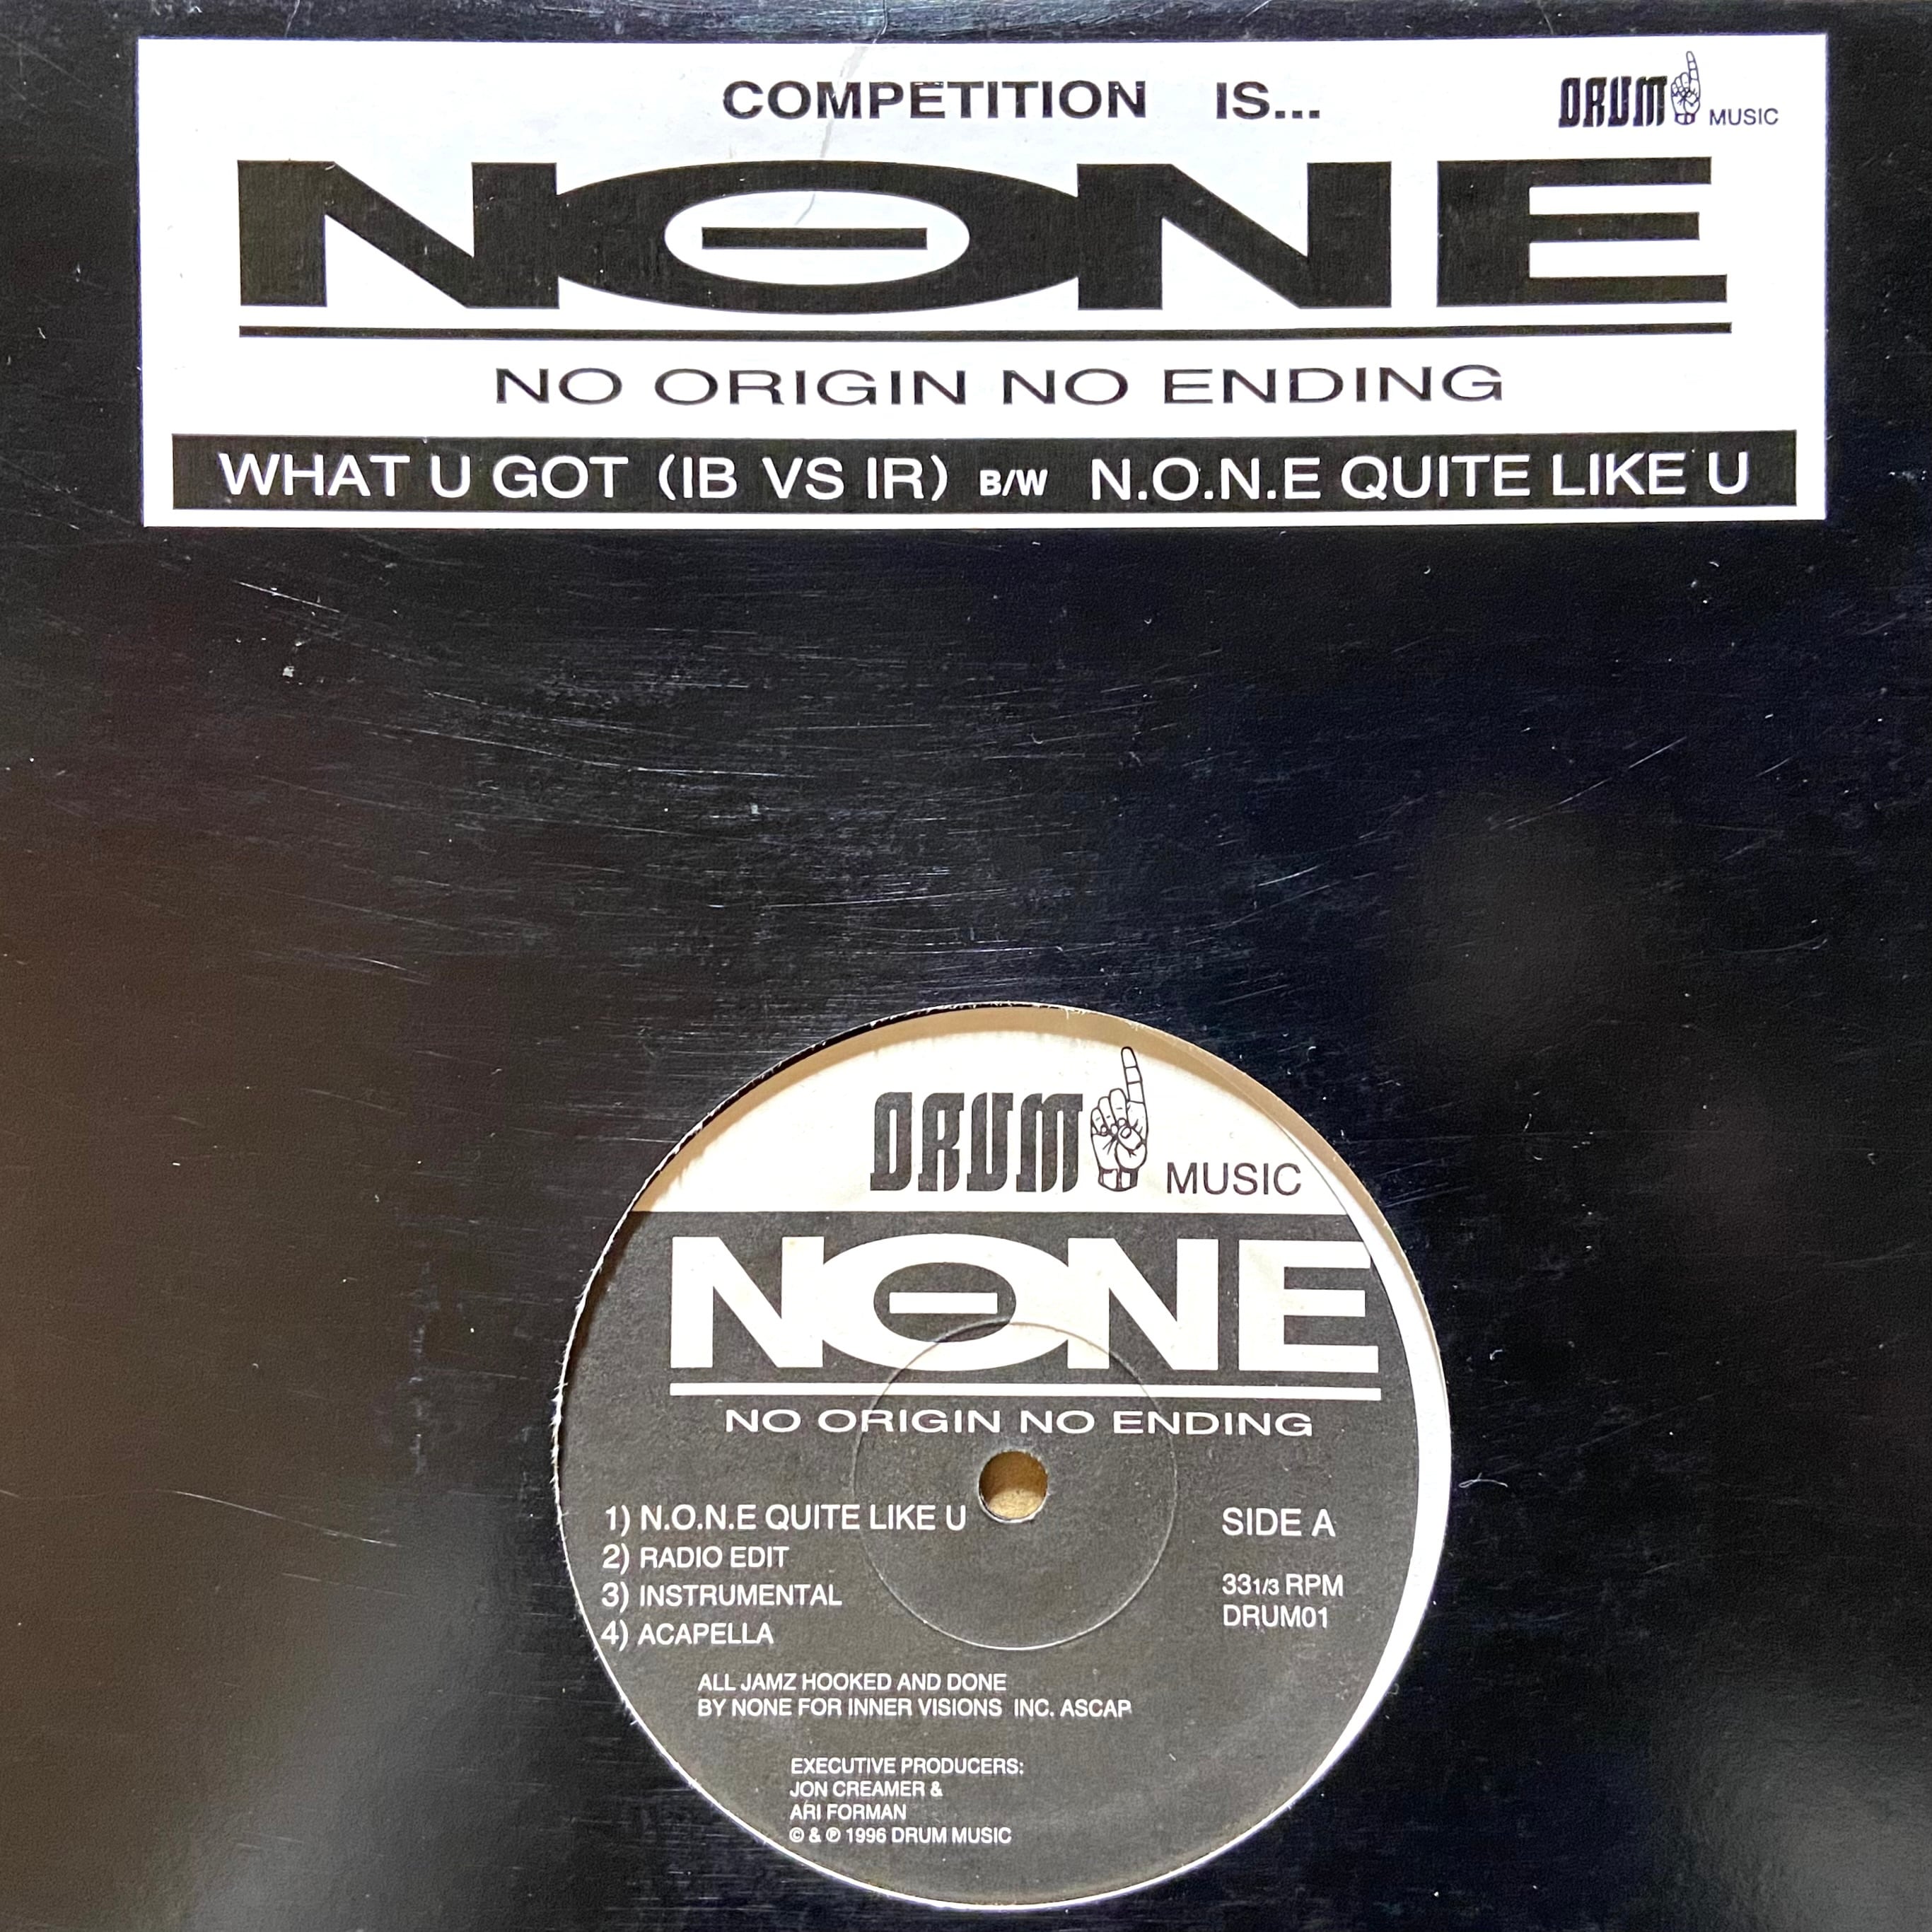 COMPETITION IS...
DRUM MUSIC
NONE
NO ORIGIN NO ENDING
WHAT U GOT (IB VS IR) B/W N.O.N.E QUITE LIKE U
DRUM MUSIC
NONE
NO ORIGIN NO ENDING
1) N.O.N.E QUITE LIKE U
2) RADIO EDIT
3) INSTRUMENTAL
4) ACAPELLA
SIDE A
331/3 RPM
DRUM01
ALL JAMZ HOOKED AND DONE
BY NONE FOR INNER VISIONS INC. ASCAP
EXECUTIVE PRODUCERS:
JON CREAMER &
ARI FORMAN
© & ℗ 1996 DRUM MUSIC